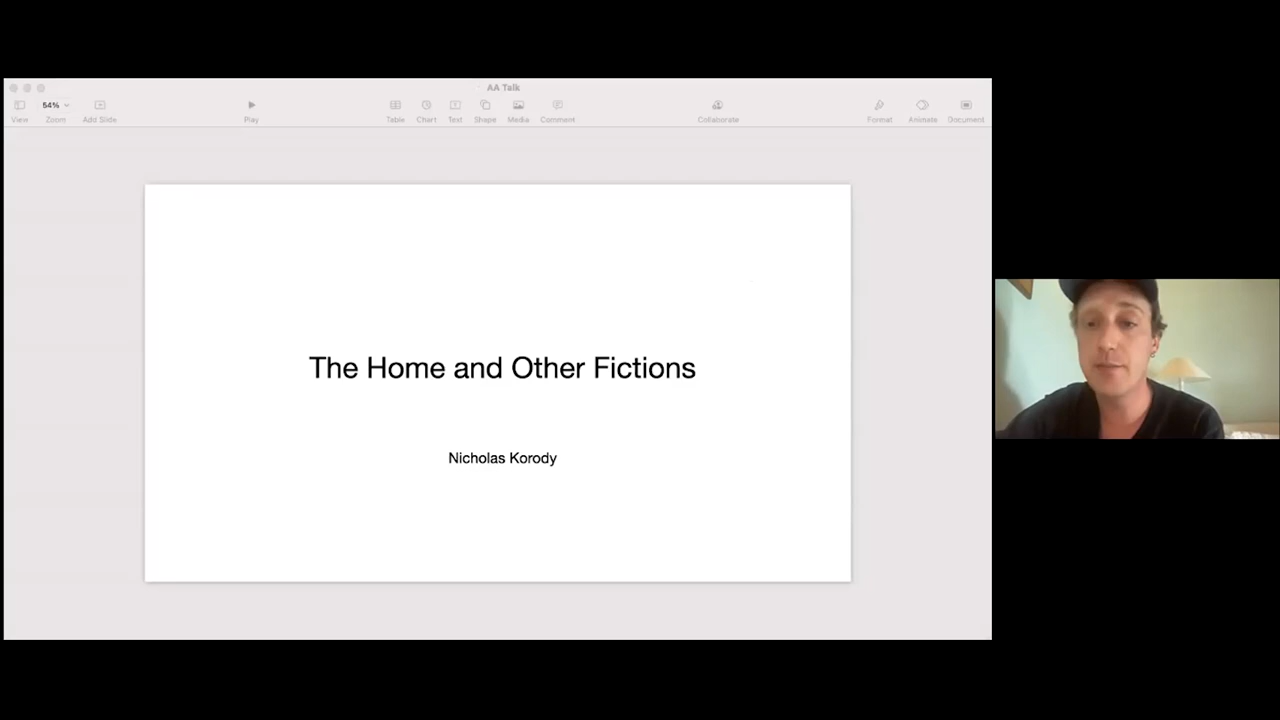 AA Talk
54%
View Zoom Add Slide Play Table Chart Text Shape Media Comment Collaborate Format Animate Document
The Home and Other Fictions
Nicholas Korody